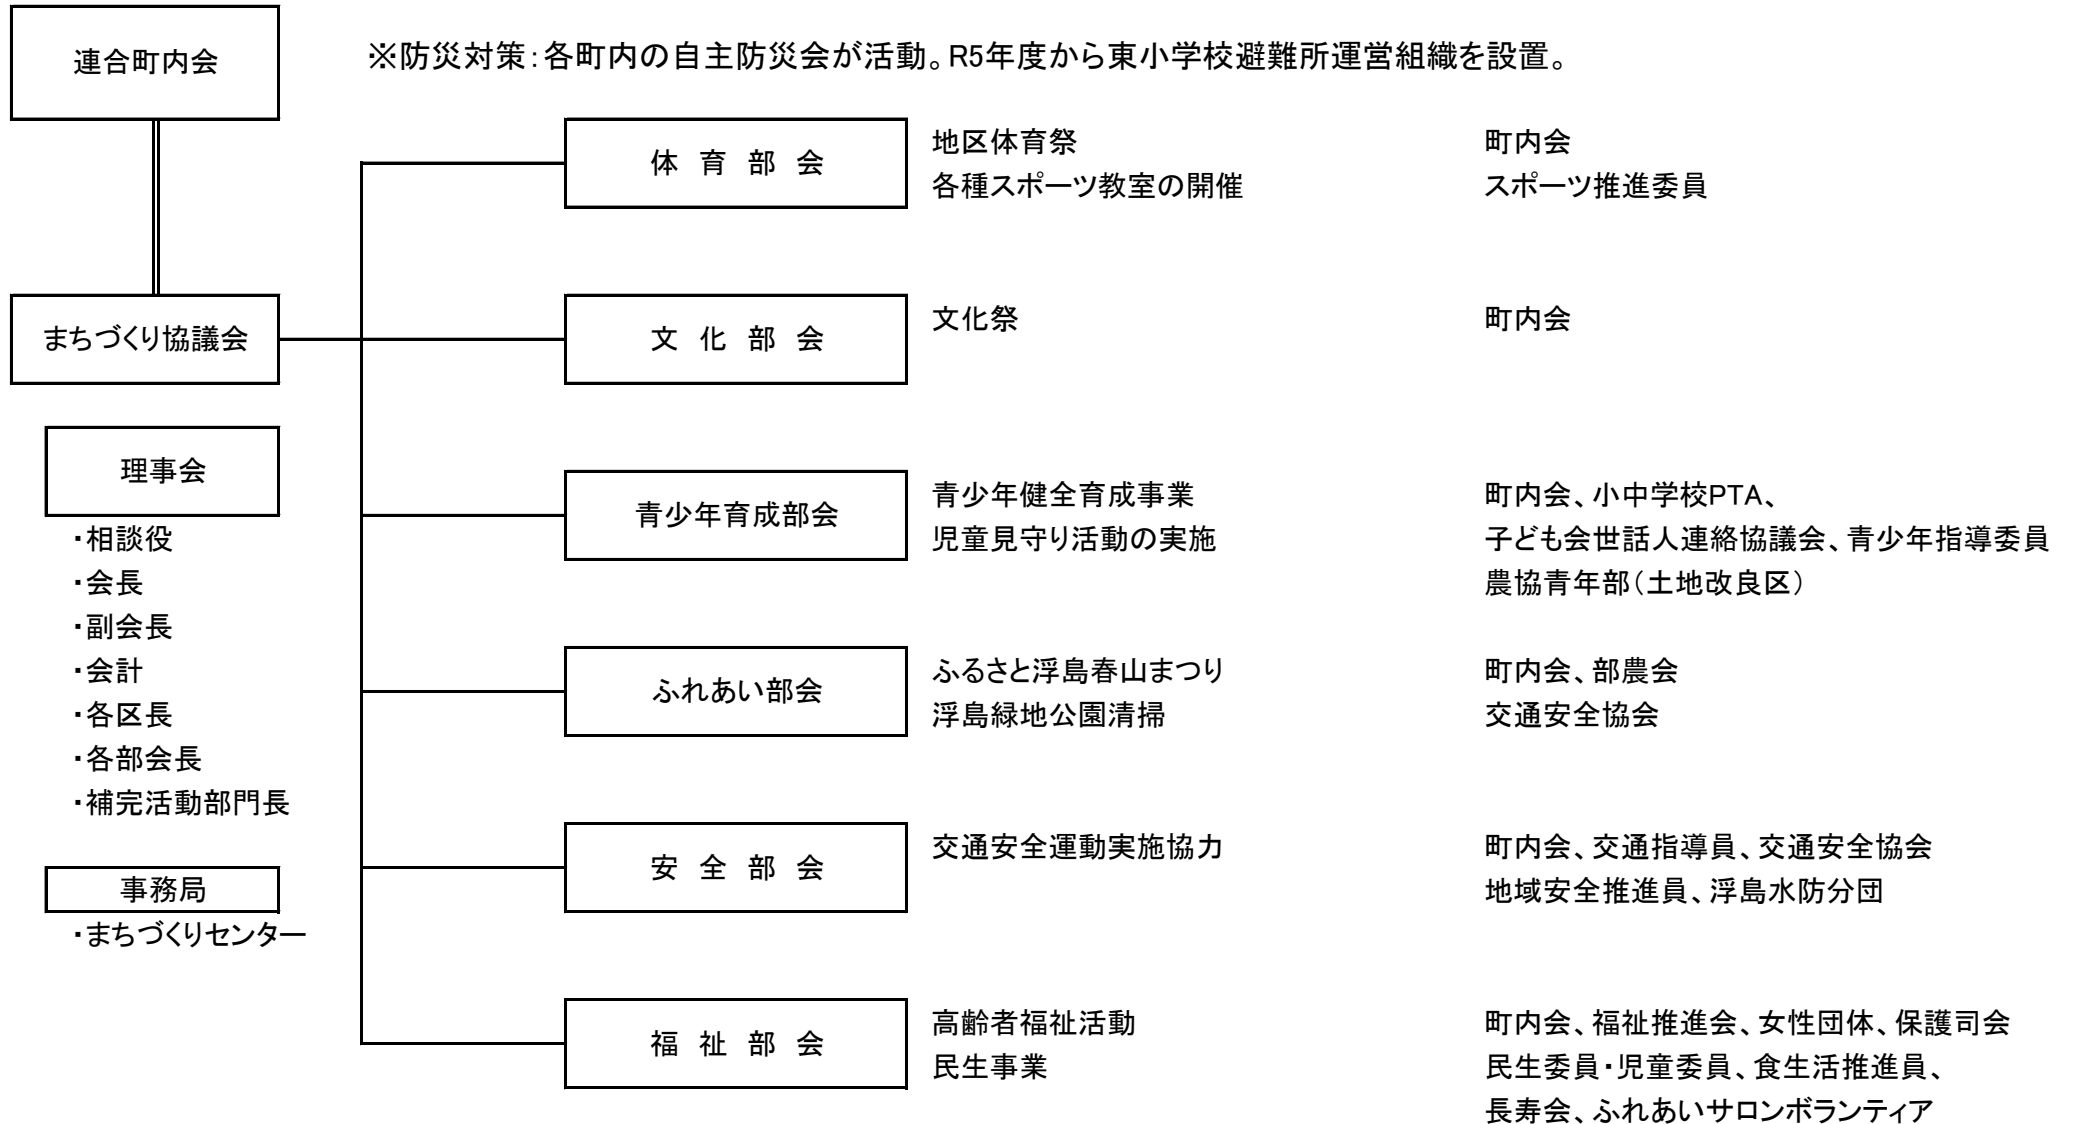 連合町内会
※防災対策：各町内の自主防災会が活動。R5年度から東小学校避難所運営組織を設置。
まちづくり協議会
理事会
・相談役
・会長
・副会長
・会計
・各区長
・各部会長
・補完活動部門長
事務局
・まちづくりセンター
体育部会
地区体育祭
各種スポーツ教室の開催
町内会
スポーツ推進委員
文化部会
文化祭
町内会
青少年育成部会
青少年健全育成事業
児童見守り活動の実施
町内会、小中学校PTA、
子ども会世話人連絡協議会、青少年指導委員
農協青年部（土地改良区）
ふれあい部会
ふるさと浮島春山まつり
浮島緑地公園清掃
町内会、部農会
交通安全協会
安全部会
交通安全運動実施協力
町内会、交通指導員、交通安全協会
地域安全推進員、浮島水防分団
福祉部会
高齢者福祉活動
民生事業
町内会、福祉推進会、女性団体、保護司会
民生委員・児童委員、食生活推進員、
長寿会、ふれあいサロンボランティア